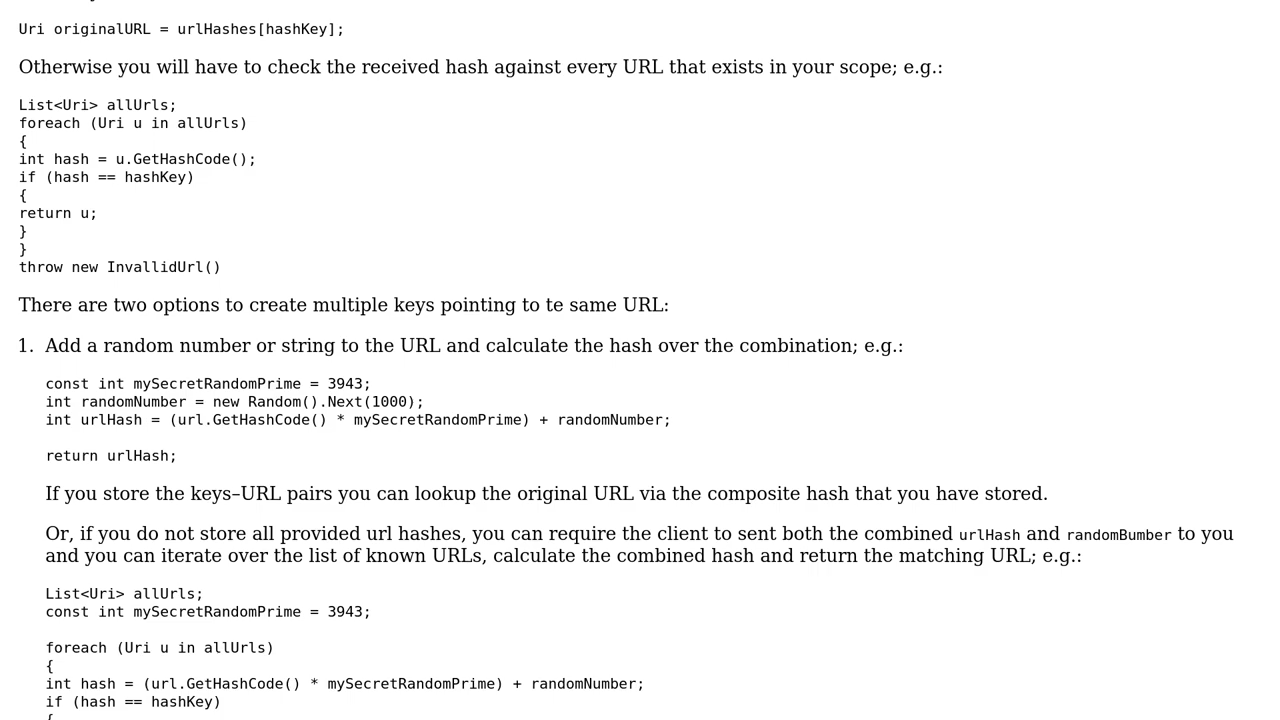 Uri originalURL = urlHashes[hashKey];
Otherwise you will have to check the received hash against every URL that exists in your scope; e.g.:
List<Uri> allUrls;
foreach (Uri u in allUrls)
{
int hash = u.GetHashCode();
if (hash == hashKey)
{
return u;
}
}
throw new InvallidUrl()
There are two options to create multiple keys pointing to te same URL:
1. Add a random number or string to the URL and calculate the hash over the combination; e.g.:
const int mySecretRandomPrime = 3943;
int randomNumber = new Random().Next(1000);
int urlHash = (url.GetHashCode() * mySecretRandomPrime) + randomNumber;
return urlHash;
If you store the keys–URL pairs you can lookup the original URL via the composite hash that you have stored.
Or, if you do not store all provided url hashes, you can require the client to sent both the combined urlHash and randomBumber to you
and you can iterate over the list of known URLs, calculate the combined hash and return the matching URL; e.g.:
List<Uri> allUrls;
const int mySecretRandomPrime = 3943;
foreach (Uri u in allUrls)
{
int hash = (url.GetHashCode() * mySecretRandomPrime) + randomNumber;
if (hash == hashKey)
{